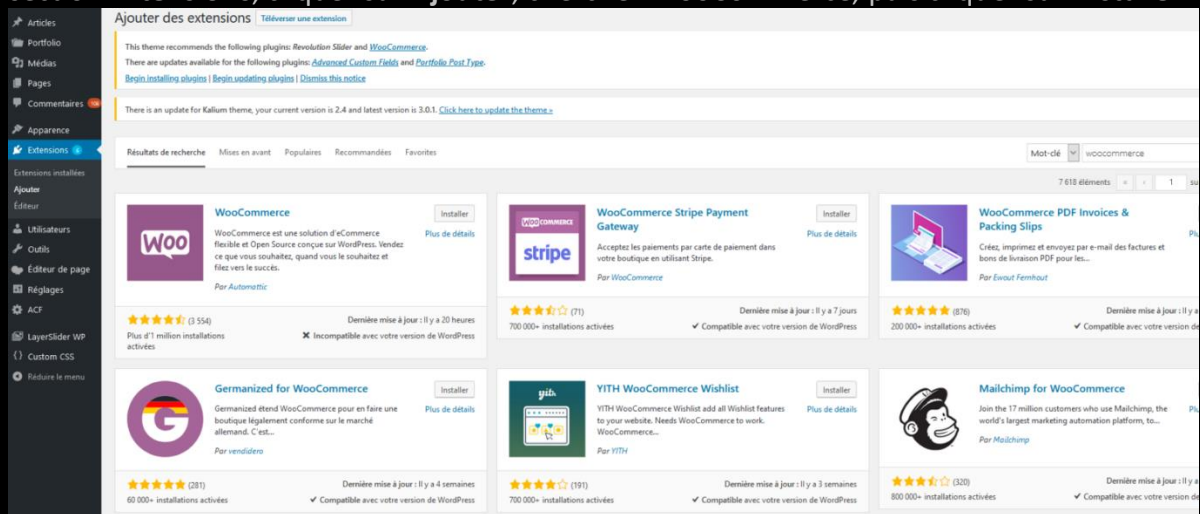 Articles
Portfolio
Médias
Pages
Commentaires
Apparence
Extensions 4
Extensions installées
Ajouter
Éditeur
Utilisateurs
Outils
Éditeur de page
Réglages
ACF
LayerSlider WP
Custom CSS
Réduire le menu
Ajouter des extensions Téléverser une extension
This theme recommends the following plugins: Revolution Slider and WooCommerce.
There are updates available for the following plugins: Advanced Custom Fields and Portfolio Post Type.
Begin installing plugins | Begin updating plugins | Dismiss this notice
There is an update for Kalium theme, your current version is 2.4 and latest version is 3.0.1. Click here to update the theme »
Résultats de recherche Mises en avant Populaires Recommandées Favorites
Mot-clé woocommerce
7 618 éléments « ‹ 1 su
Woo
WooCommerce
Installer
Plus de détails
WooCommerce est une solution d'eCommerce
flexible et Open Source conçue sur WordPress. Vendez
ce que vous souhaitez, quand vous le souhaitez et
filez vers le succès.
Par Automattic
(3 554)
Plus d'1 million installations
activées
Dernière mise à jour : Il y a 20 heures
Incompatible avec votre version de WordPress
WOO COMMERCE
stripe
WooCommerce Stripe Payment
Gateway
Installer
Plus de détails
Acceptez les paiements par carte de paiement dans
votre boutique en utilisant Stripe.
Par WooCommerce
(71)
700 000+ installations activées
Dernière mise à jour : Il y a 7 jours
Compatible avec votre version de WordPress
WooCommerce PDF Invoices &
Packing Slips
Créez, imprimez et envoyez par e-mail des factures et
bons de livraison PDF pour les...
Par Ewout Fernhout
(876)
200 000+ installations activées
Dernière mise à jour : Il y a
Compatible avec votre version de
G
Germanized for WooCommerce
Installer
Plus de détails
Germanized étend WooCommerce pour en faire une
boutique légalement conforme sur le marché
allemand. C'est...
Par vendidero
(281)
60 000+ installations activées
Dernière mise à jour : Il y a 4 semaines
Compatible avec votre version de WordPress
yith
YITH WooCommerce Wishlist
Installer
Plus de détails
YITH WooCommerce Wishlist add all Wishlist features
to your website. Needs WooCommerce to work.
WooCommerce...
Par YITH
(191)
700 000+ installations activées
Dernière mise à jour : Il y a 3 semaines
Compatible avec votre version de WordPress
Mailchimp for WooCommerce
Join the 17 million customers who use Mailchimp, the
world's largest marketing automation platform, to...
Par Mailchimp
(320)
800 000+ installations activées
Dernière mise à jour : Il y a
Compatible avec votre version de